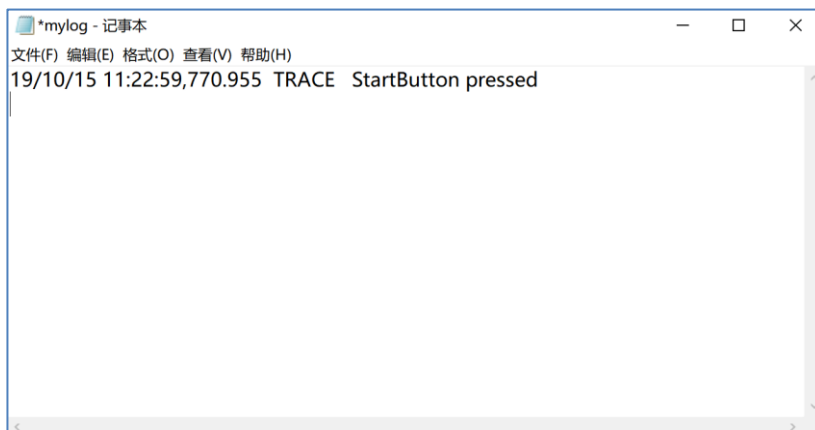 *mylog - 记事本
文件(F) 编辑(E) 格式(O) 查看(V) 帮助(H)
19/10/15 11:22:59,770.955  TRACE   StartButton pressed